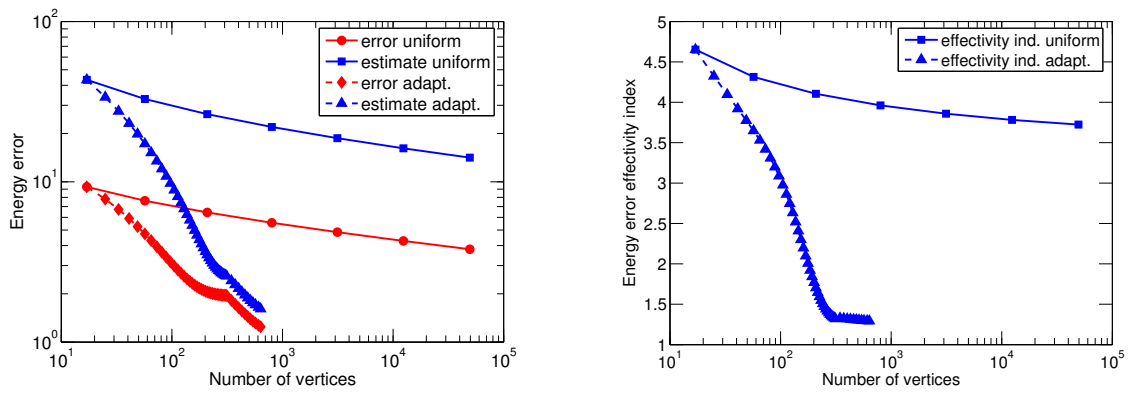 10^2
10^1
10^0
Energy error
error uniform
estimate uniform
error adapt.
estimate adapt.
10^1 10^2 10^3 10^4 10^5
Number of vertices
5
4.5
4
3.5
3
2.5
2
1.5
1
Energy error effectivity index
effectivity ind. uniform
effectivity ind. adapt.
10^1 10^2 10^3 10^4 10^5
Number of vertices